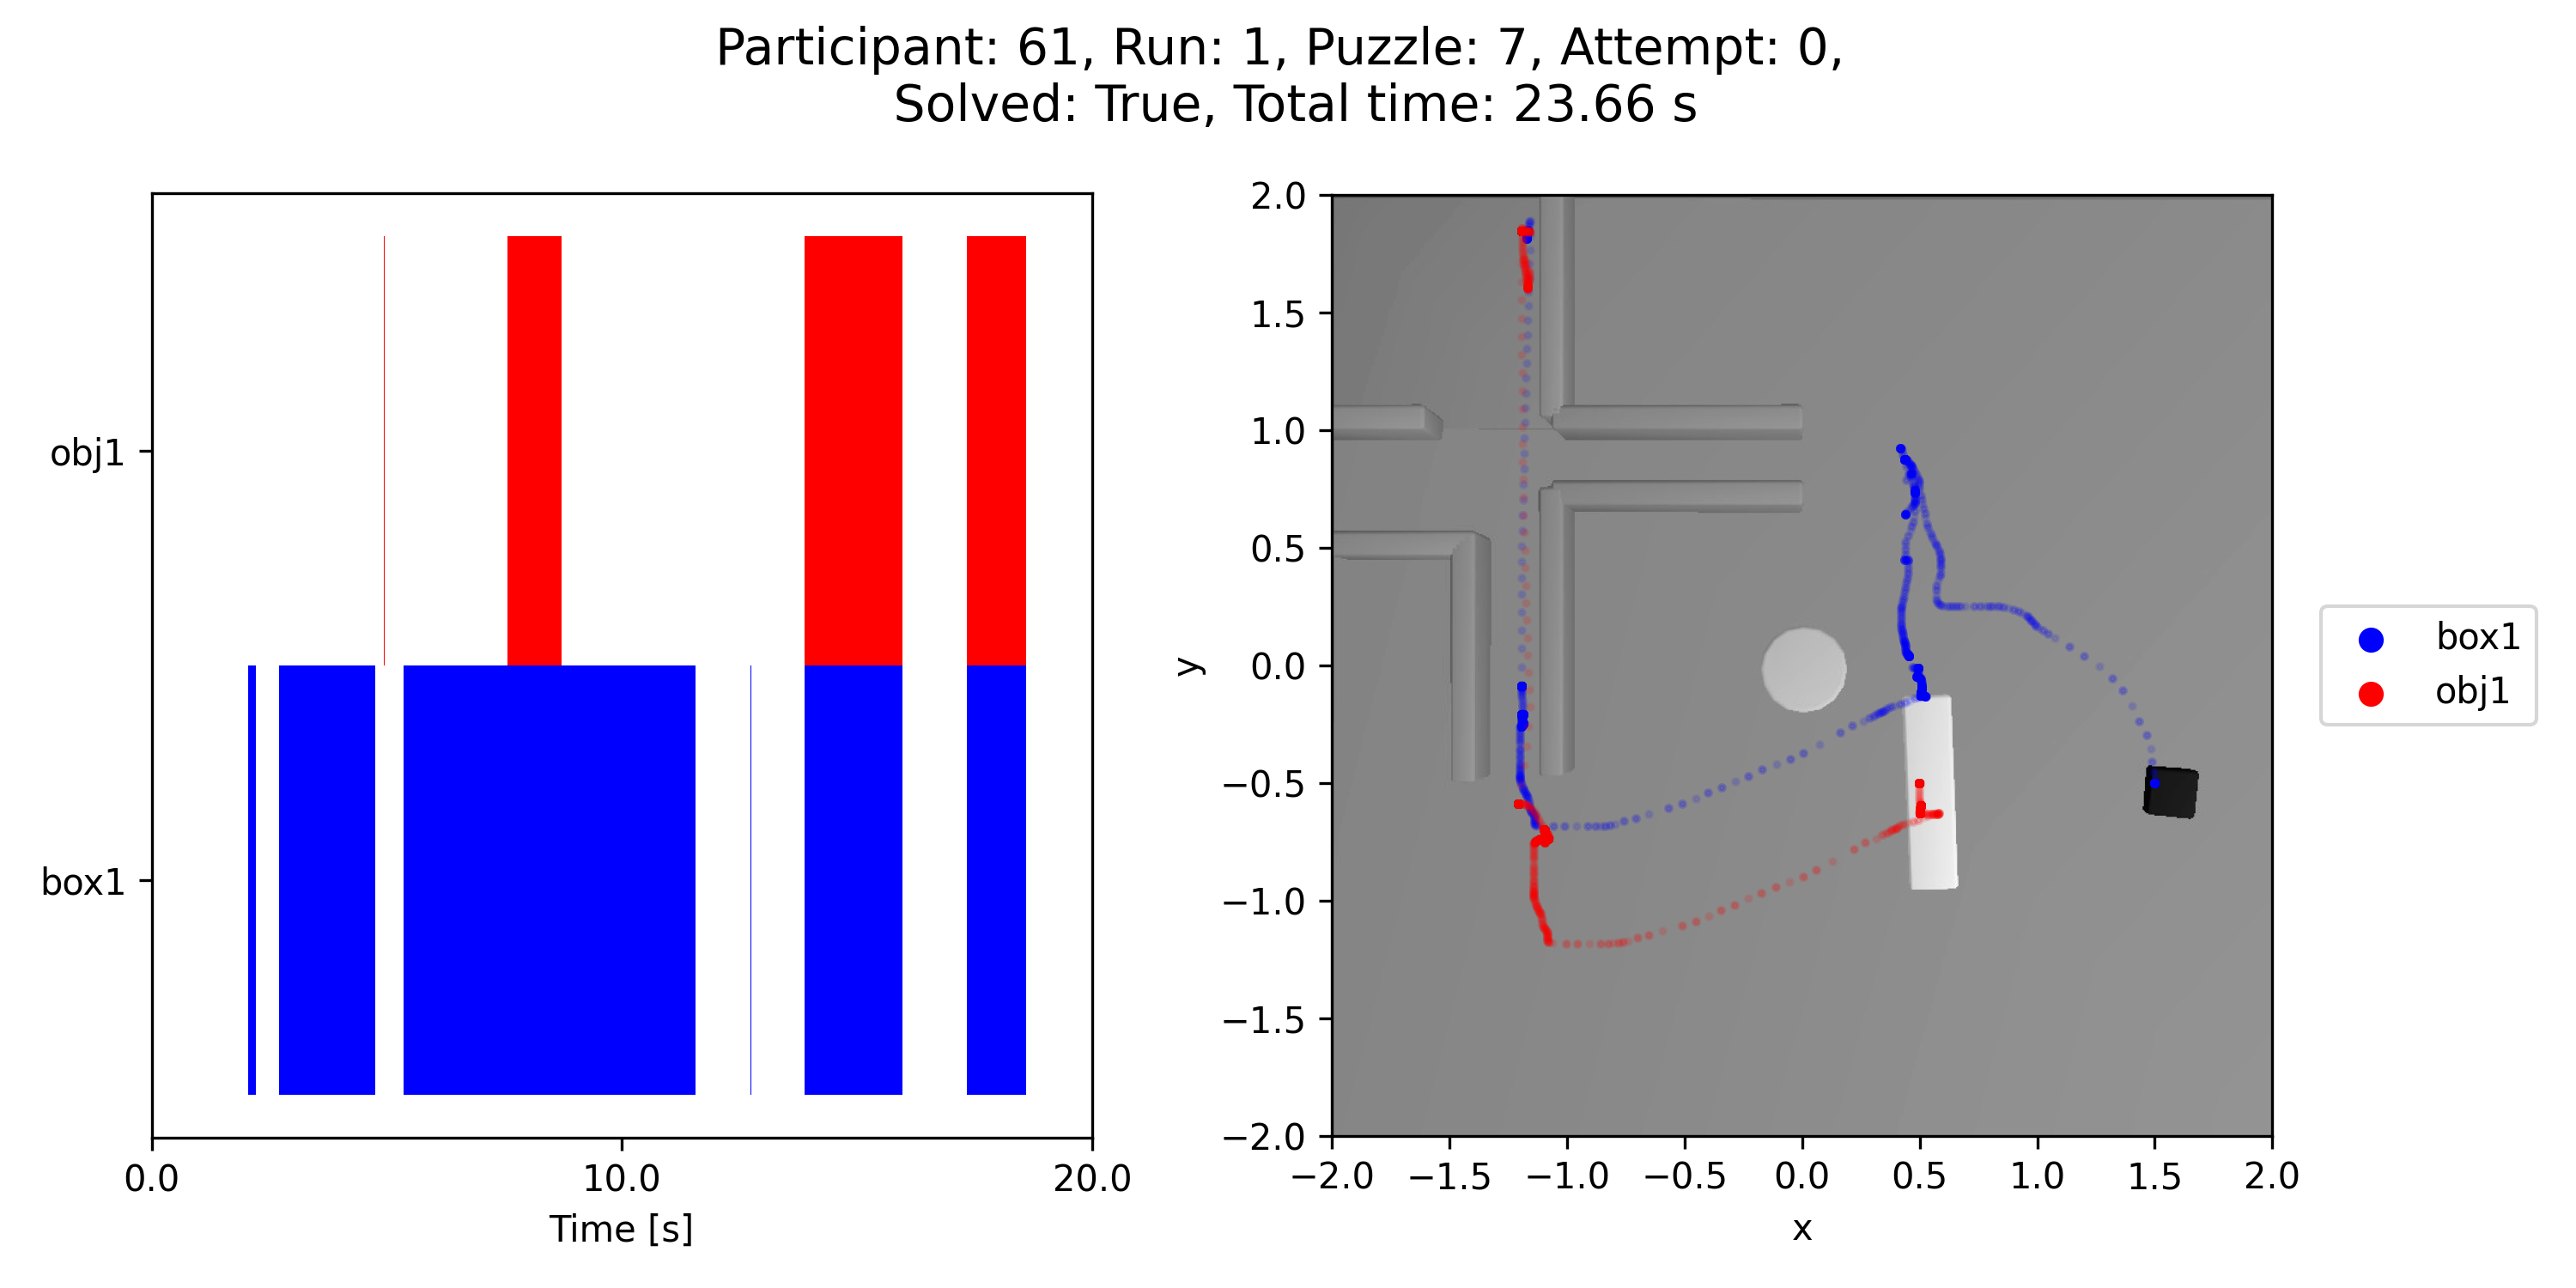 Participant: 61, Run: 1, Puzzle: 7, Attempt: 0,
Solved: True, Total time: 23.66 s
obj1
box1
0.0 10.0 20.0
Time [s]
y
2.0
1.5
1.0
0.5
0.0
−0.5
−1.0
−1.5
−2.0
−2.0 −1.5 −1.0 −0.5 0.0 0.5 1.0 1.5 2.0
x
box1
obj1